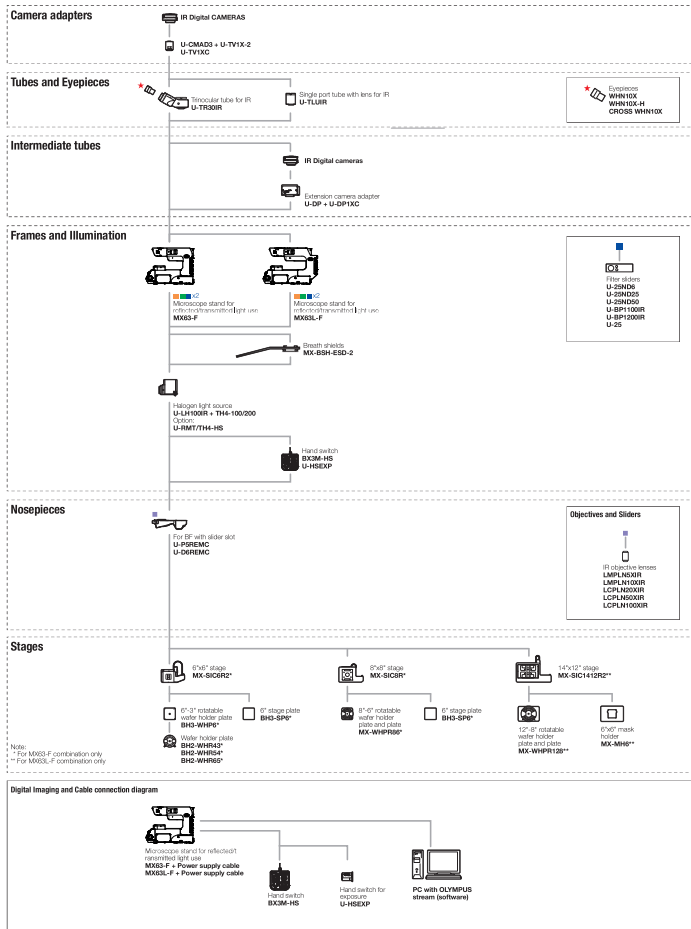 Camera adapters
IR Digital CAMERAS
U-CMAD3 + U-TV1X-2
U-TV1XC
Tubes and Eyepieces
Trinocular tube for IR
U-TR30IR
Single port tube with lens for IR
U-TLUIR
Eyepieces
WHN10X
WHN10X-H
CROSS WHN10X
Intermediate tubes
IR Digital cameras
Extension camera adapter
U-DP + U-DP1XC
Frames and Illumination
x2
Microscope stand for
reflected/transmitted light use
MX63-F
x2
Microscope stand for
reflected/transmitted light use
MX63L-F
Filter sliders
U-25ND6
U-25ND25
U-25ND50
U-BP1100IR
U-BP1200IR
U-25
Breath shields
MX-BSH-ESD-2
Halogen light source
U-LH100IR + TH4-100/200
Option:
U-RMT/TH4-HS
Hand switch
BX3M-HS
U-HSEXP
Nosepieces
For BF with slider slot
U-P5REMC
U-D6REMC
Objectives and Sliders
IR objective lenses
LMPLN5XIR
LMPLN10XIR
LCPLN20XIR
LCPLN50XIR
LCPLN100XIR
Stages
6"x6" stage
MX-SIC6R2*
8"x8" stage
MX-SIC8R*
14"x12" stage
MX-SIC1412R2**
6"-3" rotatable
wafer holder plate
BH3-WHP6*
6" stage plate
BH3-SP6*
8"-6" rotatable
wafer holder
plate and plate
MX-WHPR86*
6" stage plate
BH3-SP6*
12"-8" rotatable
wafer holder
plate and plate
MX-WHPR128**
6"x6" mask
holder
MX-MH6**
Wafer holder plate
BH2-WHR43*
BH2-WHR54*
BH2-WHR65*
Note:
* For MX63-F combination only
** For MX63L-F combination only
Digital Imaging and Cable connection diagram
Microscope stand for reflected/t
ransmitted light use
MX63-F + Power supply cable
MX63L-F + Power supply cable
Hand switch
BX3M-HS
Hand switch for
exposure
U-HSEXP
PC with OLYMPUS
stream (software)